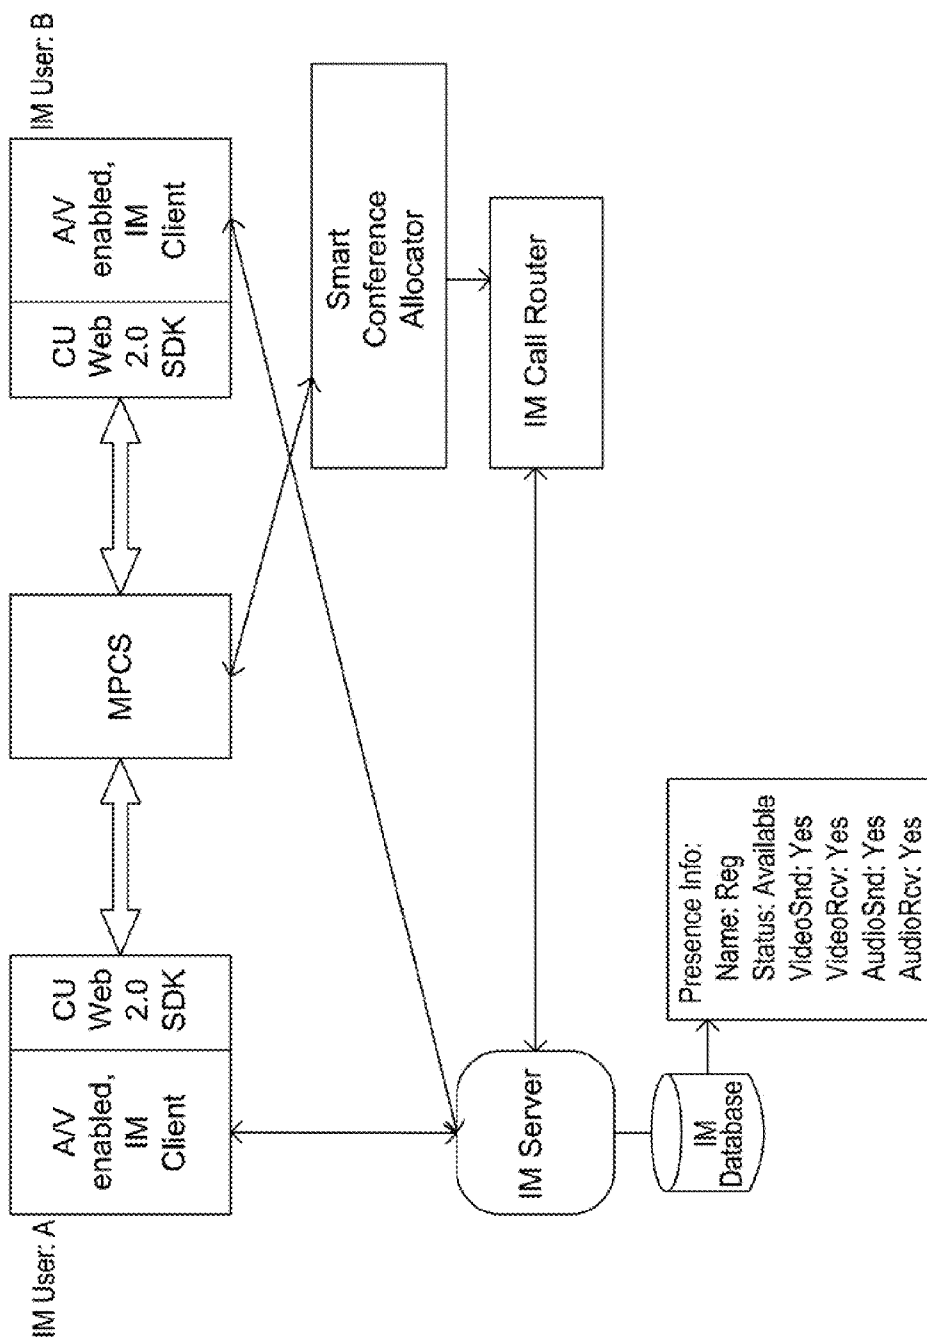 IM User: A
A/V
enabled,
IM
Client
CU
Web
2.0
SDK
MPCS
CU
Web
2.0
SDK
A/V
enabled,
IM
Client
IM User: B
Smart
Conference
Allocator
IM Call Router
IM Server
IM
Database
Presence Info:
Name: Reg
Status: Available
VideoSnd: Yes
VideoRcv: Yes
AudioSnd: Yes
AudioRcv: Yes